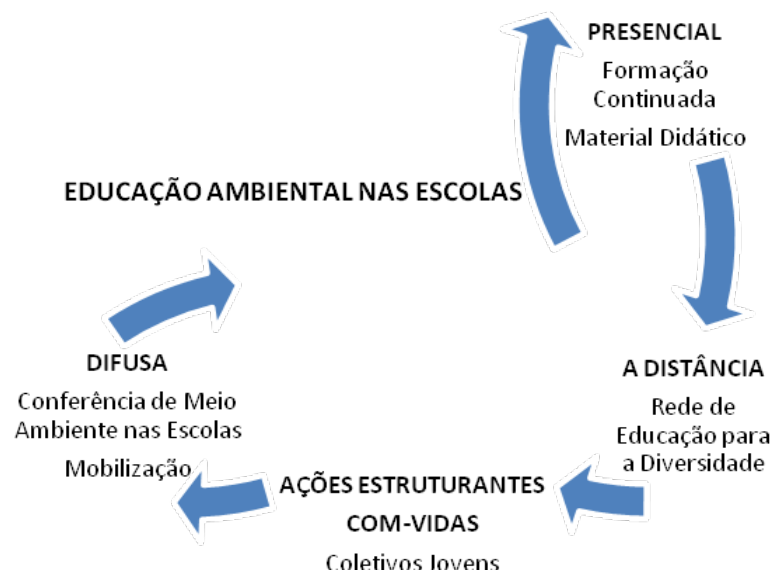 PRESENCIAL
Formação
Continuada
Material Didático
EDUCAÇÃO AMBIENTAL NAS ESCOLAS
A DISTÂNCIA
Rede de
Educação para
a Diversidade
DIFUSA
Conferência de Meio
Ambiente nas Escolas
Mobilização
AÇÕES ESTRUTURANTES
COM-VIDAS
Coletivos Jovens